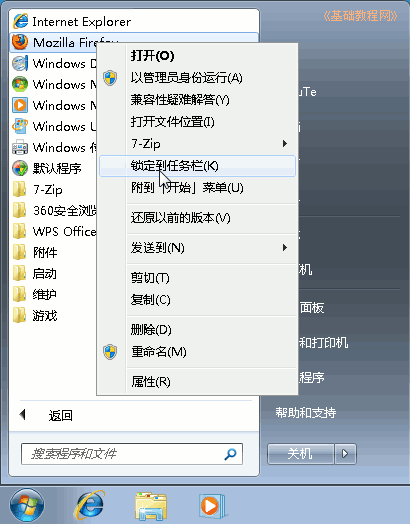 《基础教程网》
Internet Explorer
Mozilla Firefox
Windows D
Windows
Windows M
Windows U
Windows 传
默认程序
7-Zip
360安全浏览
WPS Office
附件
启动
维护
游戏
返回
搜索程序和文件
打开(O)
以管理员身份运行(A)
兼容性疑难解答(Y)
打开文件位置(I)
7-Zip
锁定到任务栏(K)
附到「开始」菜单(U)
还原以前的版本(V)
发送到(N)
剪切(T)
复制(C)
删除(D)
重命名(M)
属性(R)
uTe
机
面板
和打印机
程序
帮助和支持
关机